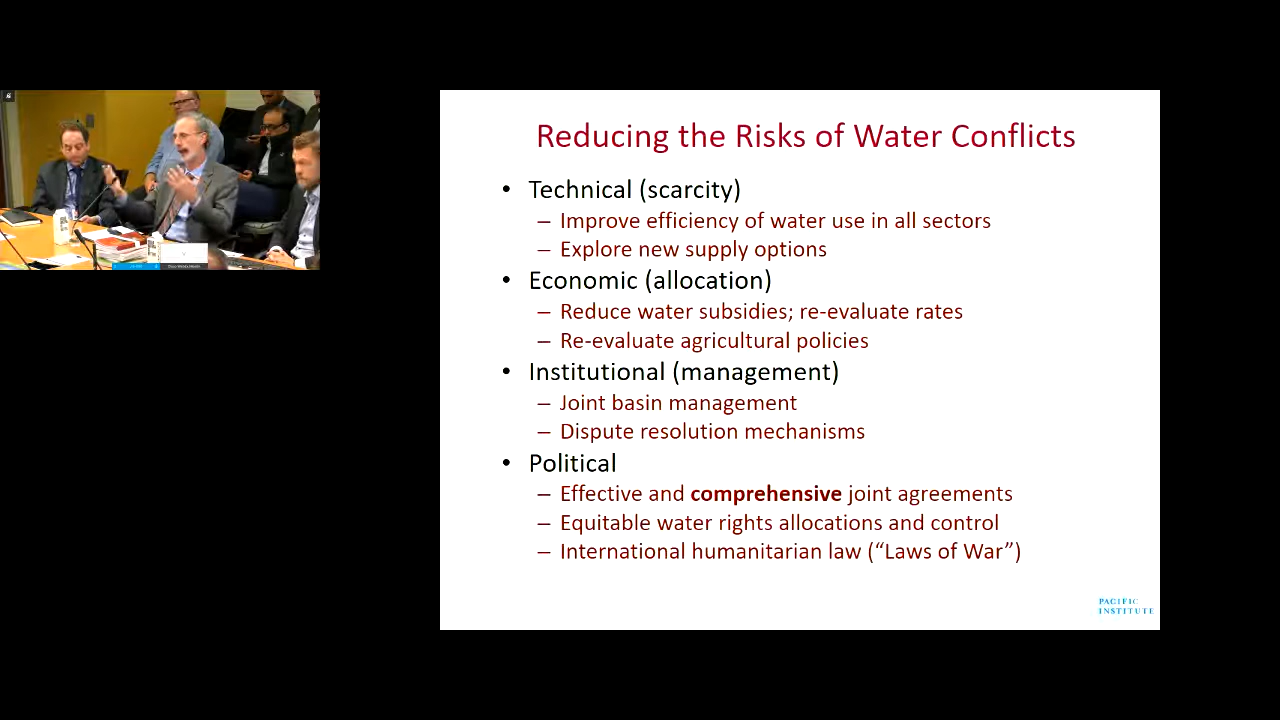 Reducing the Risks of Water Conflicts
• Technical (scarcity)
– Improve efficiency of water use in all sectors
– Explore new supply options
• Economic (allocation)
– Reduce water subsidies; re-evaluate rates
– Re-evaluate agricultural policies
• Institutional (management)
– Joint basin management
– Dispute resolution mechanisms
• Political
– Effective and comprehensive joint agreements
– Equitable water rights allocations and control
– International humanitarian law (“Laws of War”)
PACIFIC
INSTITUTE